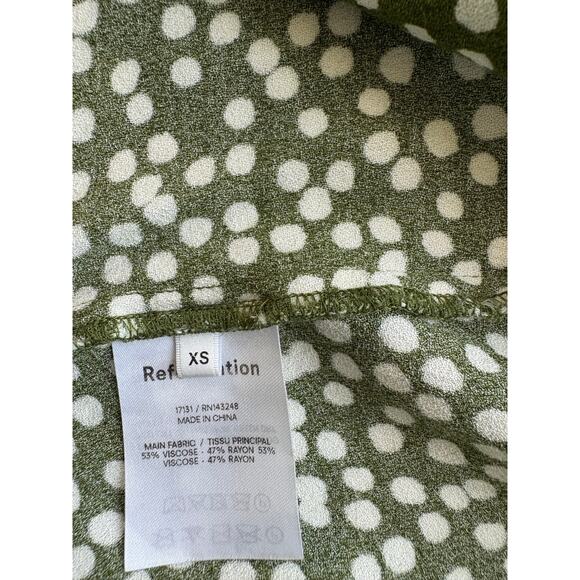 XS
Ref tion
17131 / RN143248
MADE IN CHINA
MAIN FABRIC / TISSU PRINCIPAL
53% VISCOSE - 47% RAYON 53%
VISCOSE - 47% RAYON